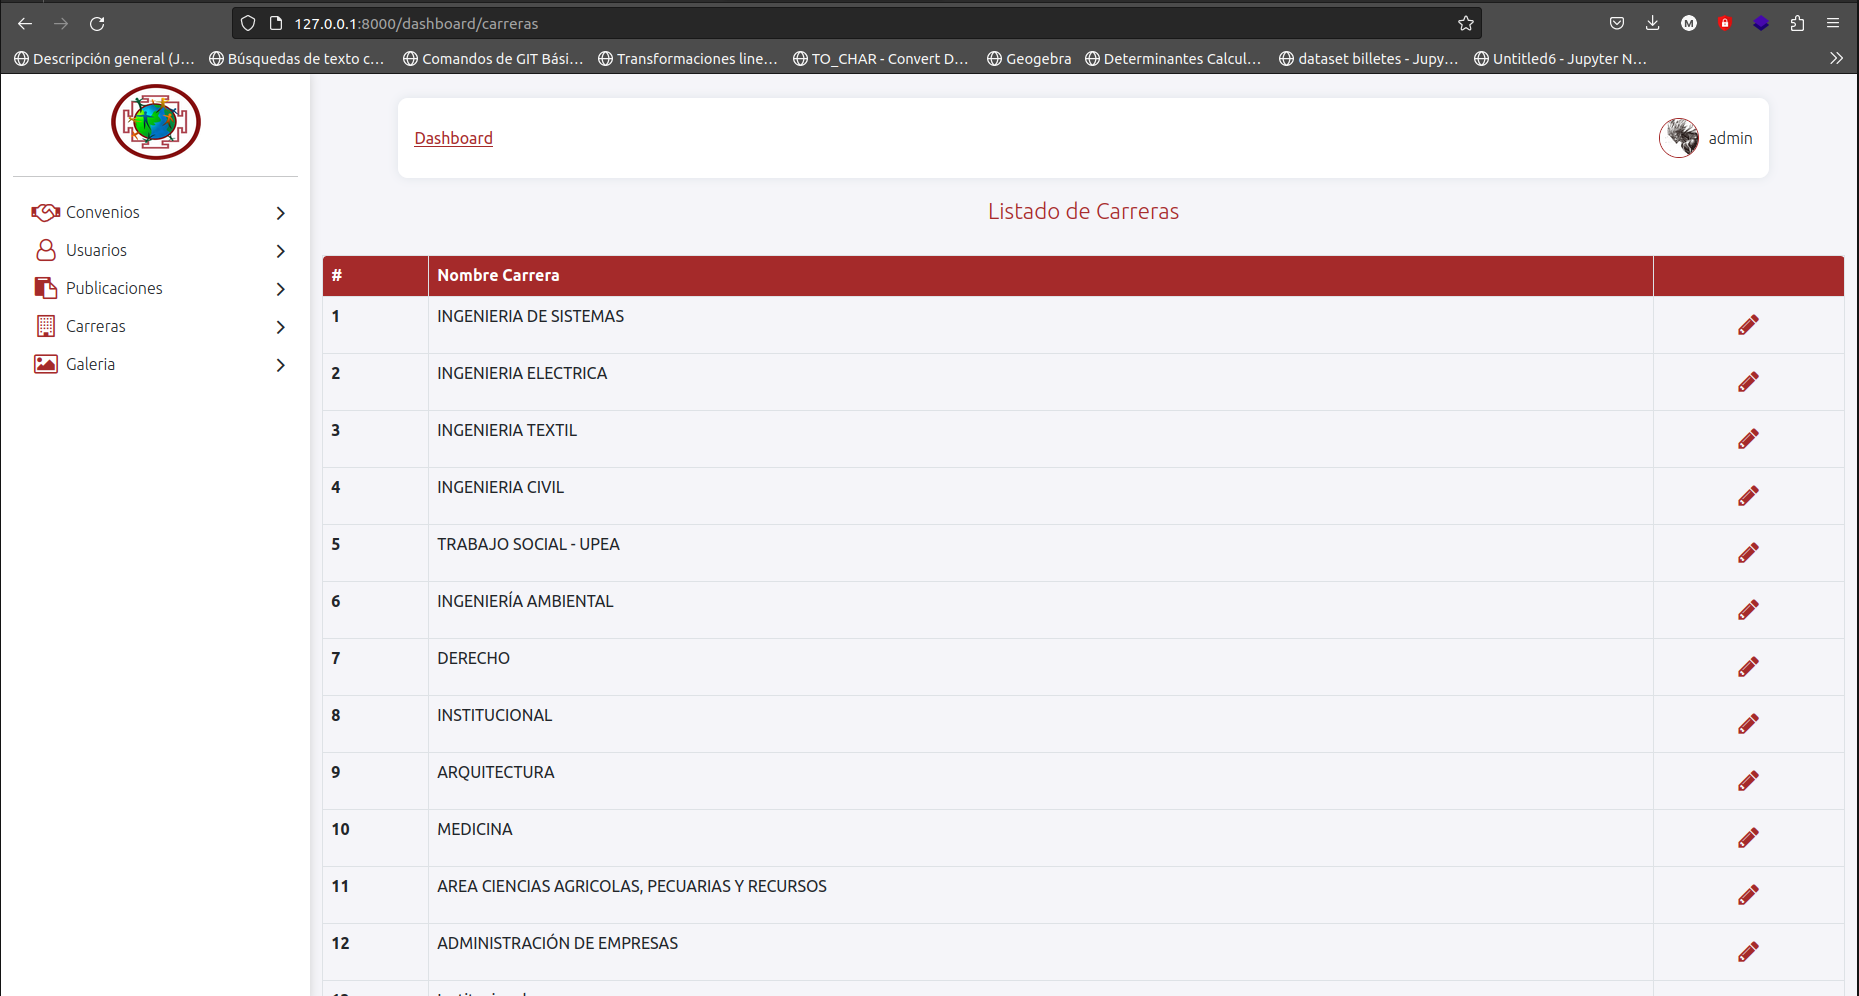 127.0.0.1:8000/dashboard/carreras
M
Descripción general (J… Búsquedas de texto c… Comandos de GIT Bási… Transformaciones line… TO_CHAR - Convert D… Geogebra Determinantes Calcul… dataset billetes - Jupy… Untitled6 - Jupyter N…
Dashboard
admin
Convenios
Usuarios
Publicaciones
Carreras
Galeria
Listado de Carreras
# Nombre Carrera
1 INGENIERIA DE SISTEMAS
2 INGENIERIA ELECTRICA
3 INGENIERIA TEXTIL
4 INGENIERIA CIVIL
5 TRABAJO SOCIAL - UPEA
6 INGENIERÍA AMBIENTAL
7 DERECHO
8 INSTITUCIONAL
9 ARQUITECTURA
10 MEDICINA
11 AREA CIENCIAS AGRICOLAS, PECUARIAS Y RECURSOS
12 ADMINISTRACIÓN DE EMPRESAS